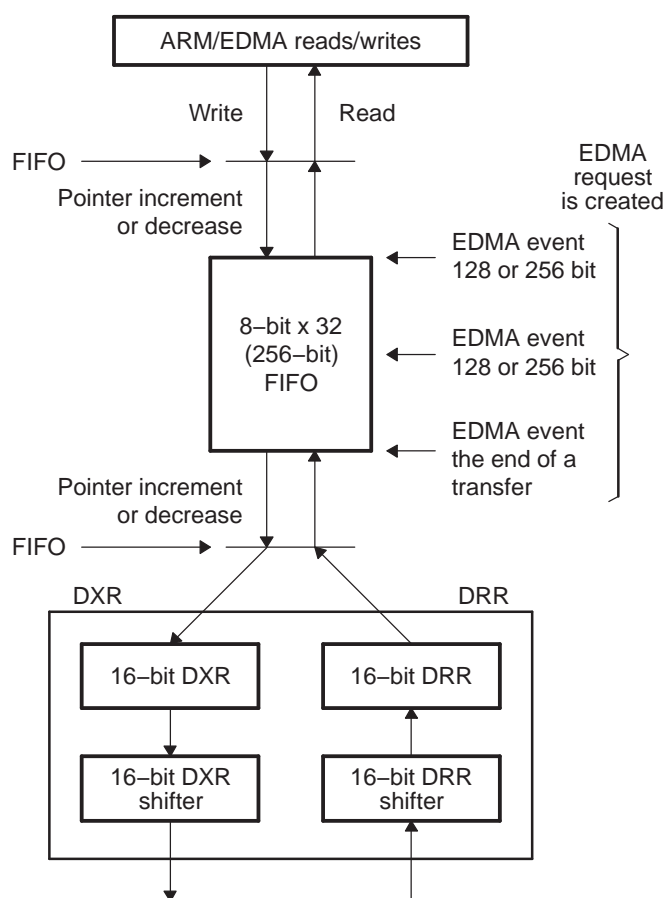 ARM/EDMA reads/writes
Write
Read
FIFO
EDMA
request
is created
Pointer increment
or decrease
EDMA event
128 or 256 bit
8−bit x 32
(256−bit)
FIFO
EDMA event
128 or 256 bit
EDMA event
the end of a
transfer
Pointer increment
or decrease
FIFO
DXR
DRR
16−bit DXR
16−bit DRR
16−bit DXR
shifter
16−bit DRR
shifter